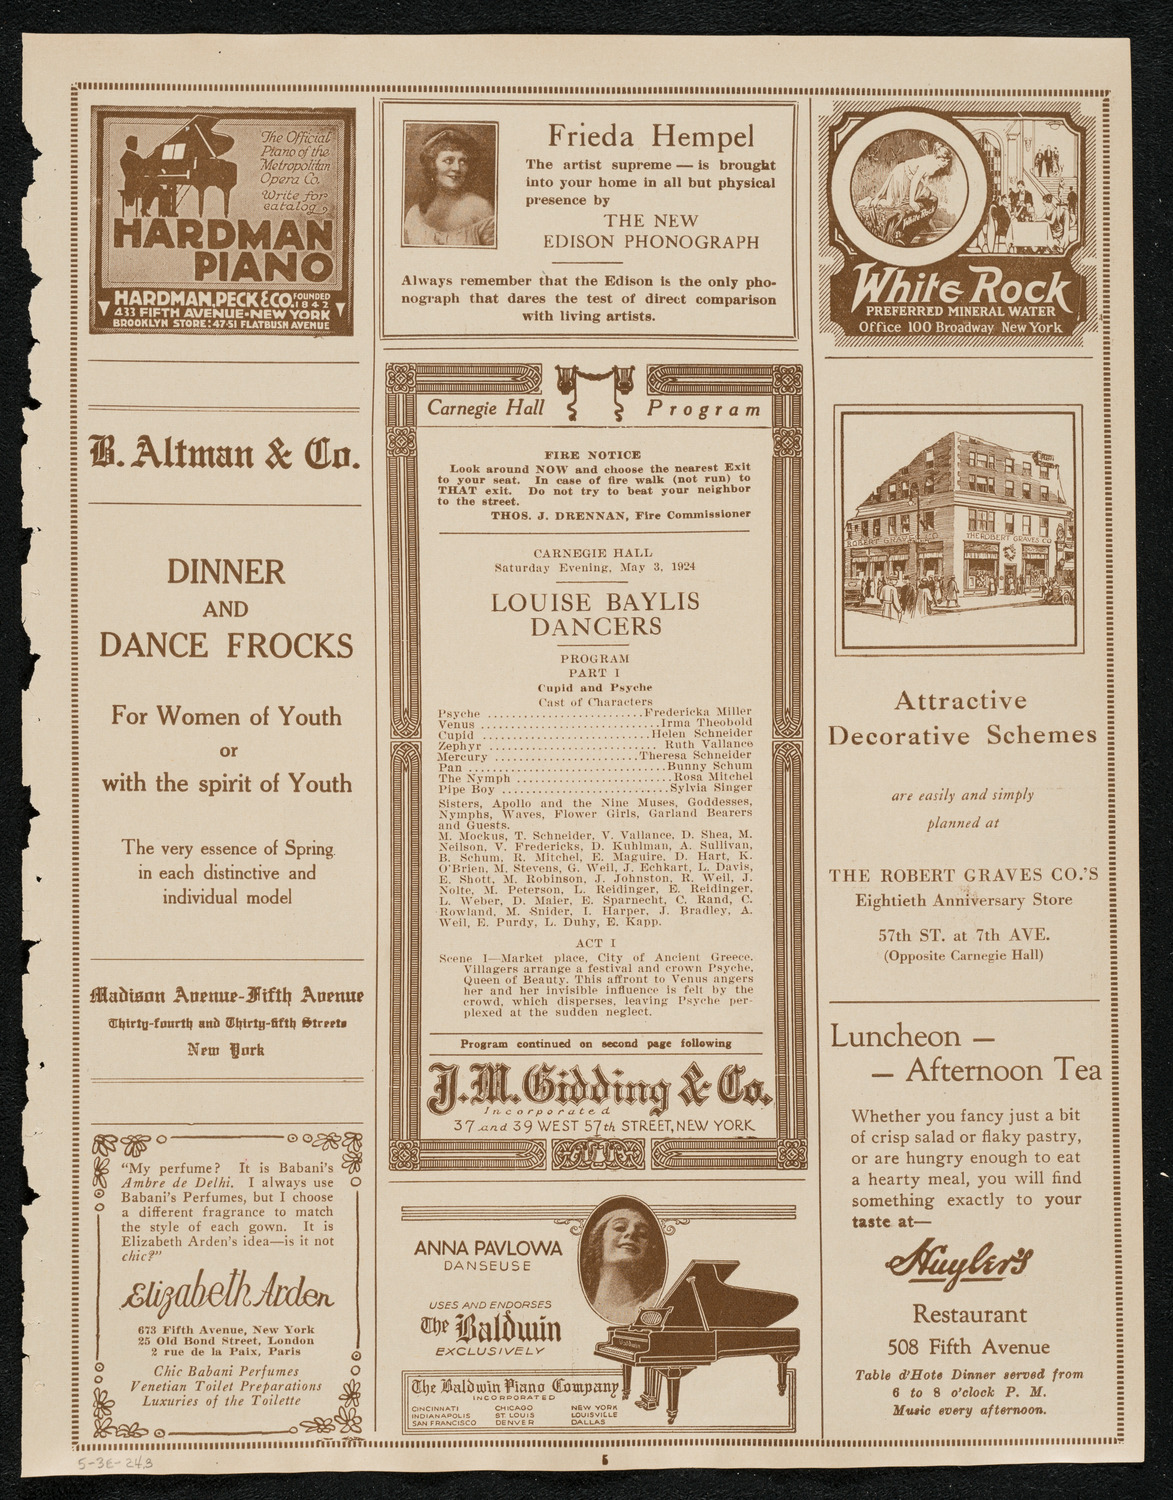 The Official
Piano of the
Metropolitan
Opera Co.
Write for
catalog
HARDMAN
PIANO
HARDMAN, PECK & CO. FOUNDED 1842
433 FIFTH AVENUE-NEW YORK
BROOKLYN STORE: 47-51 FLATBUSH AVENUE
B. Altman & Co.
DINNER
AND
DANCE FROCKS
For Women of Youth
or
with the spirit of Youth
The very essence of Spring
in each distinctive and
individual model
Madison Avenue-Fifth Avenue
Thirty-fourth and Thirty-fifth Streets
New York
"My perfume? It is Babani's
Ambre de Delhi. I always use
Babani's Perfumes, but I choose
a different fragrance to match
the style of each gown. It is
Elizabeth Arden's idea—is it not
chic?"
Elizabeth Arden
673 Fifth Avenue, New York
25 Old Bond Street, London
2 rue de la Paix, Paris
Chic Babani Perfumes
Venetian Toilet Preparations
Luxuries of the Toilette
Frieda Hempel
The artist supreme — is brought
into your home in all but physical
presence by
THE NEW
EDISON PHONOGRAPH
Always remember that the Edison is the only pho-
nograph that dares the test of direct comparison
with living artists.
Carnegie Hall Program
FIRE NOTICE
Look around NOW and choose the nearest Exit
to your seat. In case of fire walk (not run) to
THAT exit. Do not try to beat your neighbor
to the street.
THOS. J. DRENNAN, Fire Commissioner
CARNEGIE HALL
Saturday Evening, May 3, 1924
LOUISE BAYLIS
DANCERS
PROGRAM
PART I
Cupid and Psyche
Cast of Characters
Psyche ........................Fredericka Miller
Venus ............................Irma Theobold
Cupid ...........................Helen Schneider
Zephyr .......................... Ruth Vallance
Mercury ......................Theresa Schneider
Pan ................................Bunny Schum
The Nymph ........................Rosa Mitchel
Pipe Boy ..........................Sylvia Singer
Sisters, Apollo and the Nine Muses, Goddesses,
Nymphs, Waves, Flower Girls, Garland Bearers
and Guests.
M. Mockus, T. Schneider, V. Vallance, D. Shea, M.
Neilson, V. Fredericks, D. Kuhlman, A. Sullivan,
B. Schum, R. Mitchel, E. Maguire, D. Hart, K.
O'Brien, M. Stevens, G. Weil, J. Echkart, L. Davis,
E. Shott, M. Robinson, J. Johnston, R. Weil, J.
Nolte, M. Peterson, L. Reidinger, E. Reidinger,
L. Weber, D. Maier, E. Sparnecht, C. Rand, C.
Rowland, M. Snider, I. Harper, J. Bradley, A.
Weil, E. Purdy, L. Duhy, E. Kapp.
ACT I
Scene I—Market place, City of Ancient Greece.
Villagers arrange a festival and crown Psyche,
Queen of Beauty. This affront to Venus angers
her and her invisible influence is felt by the
crowd, which disperses, leaving Psyche per-
plexed at the sudden neglect.
Program continued on second page following
J. M. Gidding & Co.
Incorporated
37 and 39 WEST 57th STREET, NEW YORK
ANNA PAVLOWA
DANSEUSE
USES AND ENDORSES
The Baldwin
EXCLUSIVELY
The Baldwin Piano Company
INCORPORATED
CINCINNATI CHICAGO NEW YORK
INDIANAPOLIS ST. LOUIS LOUISVILLE
SAN FRANCISCO DENVER DALLAS
White Rock
PREFERRED MINERAL WATER
Office 100 Broadway New York
ROBERT GRAVES CO
THE ROBERT GRAVES CO
Attractive
Decorative Schemes
are easily and simply
planned at
THE ROBERT GRAVES CO.'S
Eightieth Anniversary Store
57th ST. at 7th AVE.
(Opposite Carnegie Hall)
Luncheon —
— Afternoon Tea
Whether you fancy just a bit
of crisp salad or flaky pastry,
or are hungry enough to eat
a hearty meal, you will find
something exactly to your
taste at—
Huyler's
Restaurant
508 Fifth Avenue
Table d'Hote Dinner served from
6 to 8 o'clock P. M.
Music every afternoon.
5-3E-24.3
5